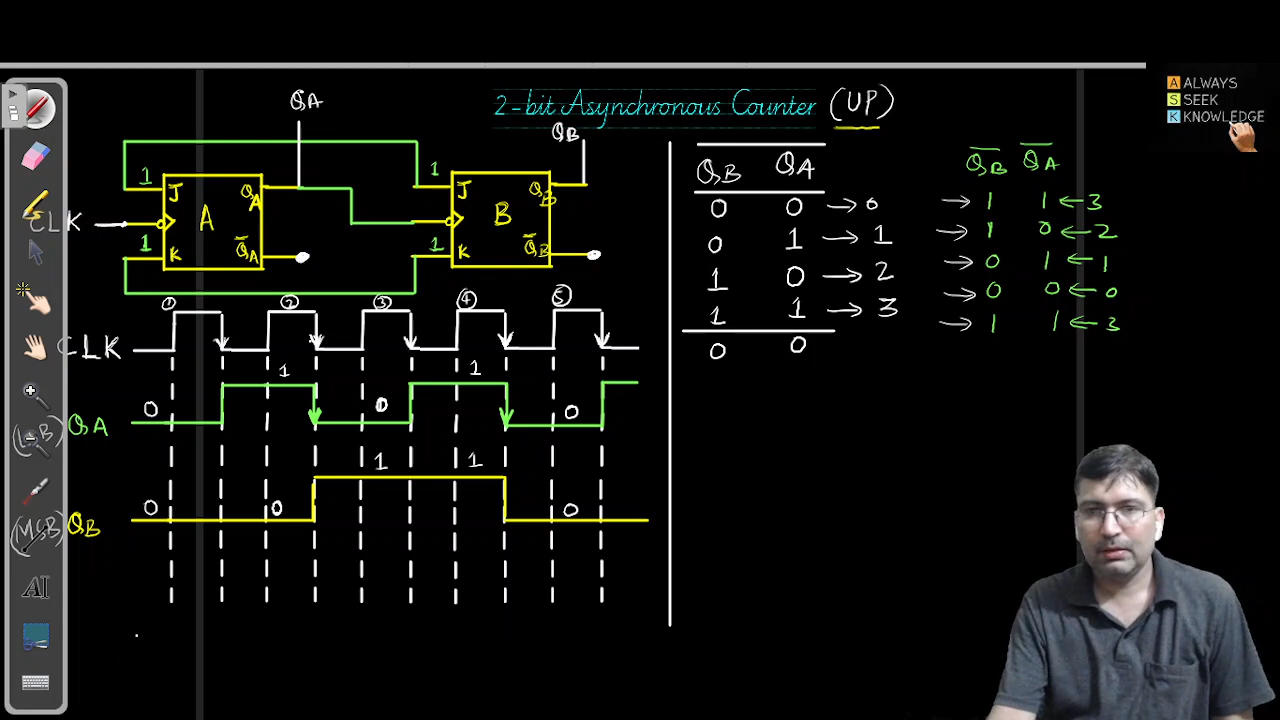 2-bit Asynchronous Counter (UP)
A ALWAYS
S SEEK
K KNOWLEDGE
QA
QB
1 J QA
CLK A
1 K Q̅A
1 J QB
B
1 K Q̅B
① ② ③ ④ ⑤
CLK
0 1 0 1 0
(LSB) QA
0 0 1 1 0
(MSB) QB
AI
QB QA
0 0 → 0
0 1 → 1
1 0 → 2
1 1 → 3
0 0
Q̅B Q̅A
→ 1 1 ← 3
→ 1 0 ← 2
→ 0 1 ← 1
→ 0 0 ← 0
→ 1 1 ← 3